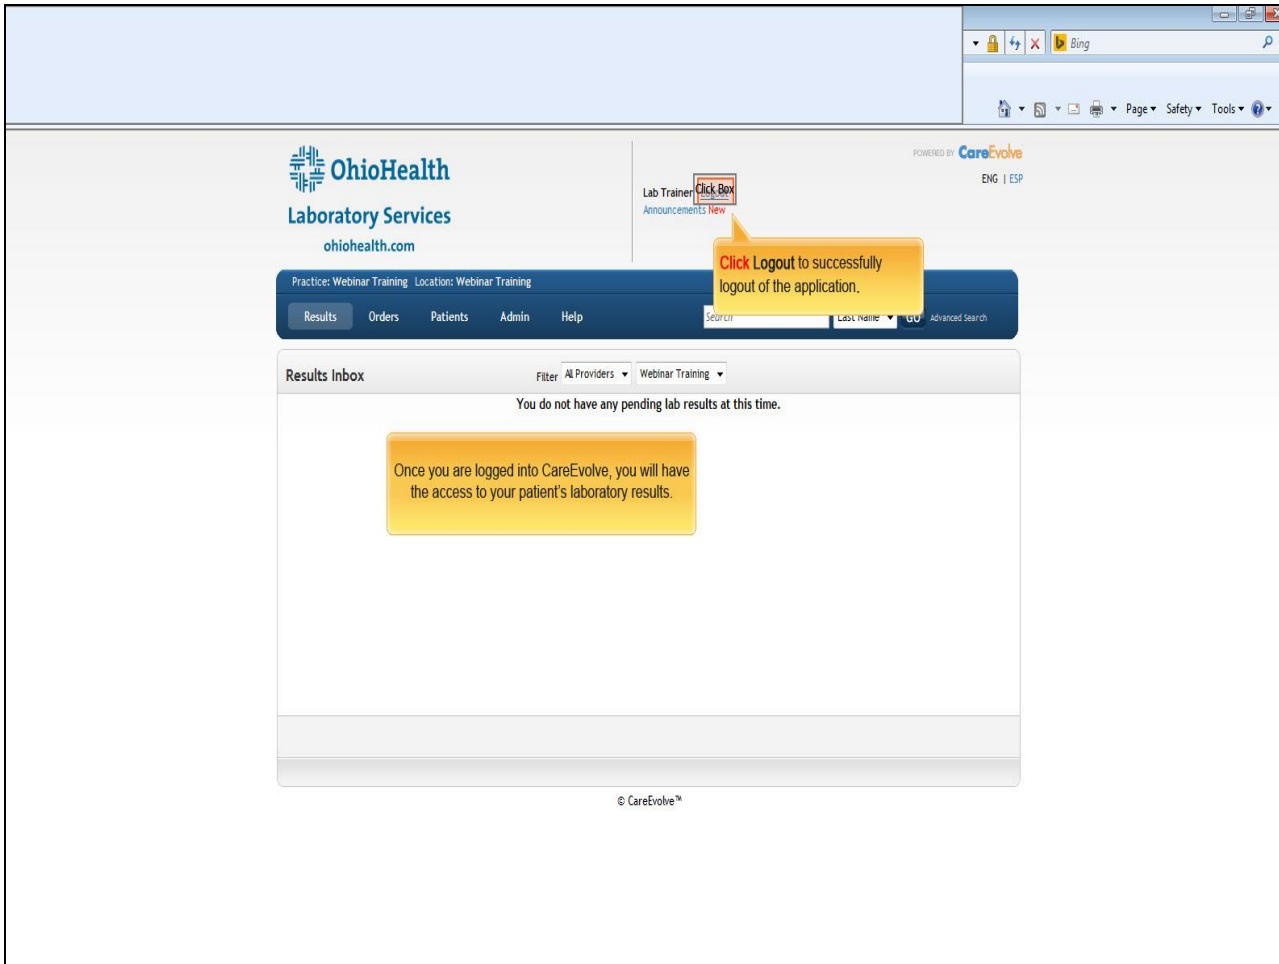 Bing
Page Safety Tools
OhioHealth
Laboratory Services
ohiohealth.com
POWERED BY CareEvolve
ENG | ESP
Lab Trainer Click Box
Announcements New
Click Logout to successfully
logout of the application.
Practice: Webinar Training Location: Webinar Training
Results Orders Patients Admin Help Search Last Name GO Advanced Search
Results Inbox Filter All Providers Webinar Training
You do not have any pending lab results at this time.
Once you are logged into CareEvolve, you will have
the access to your patient's laboratory results.
© CareEvolve™